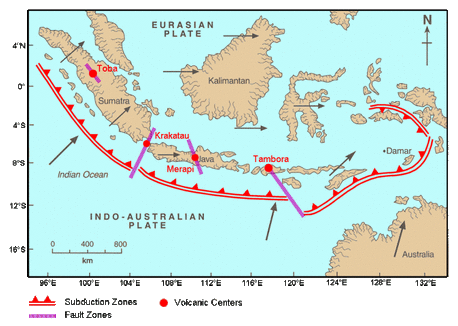 EURASIAN
PLATE
N
4°N
Toba
0°
Kalimantan
Sumatra
4°S
Krakatau
Java
Merapi
Tambora
Damar
8°S
Indian Ocean
12°S
INDO-AUSTRALIAN
PLATE
0 400 800
km
16°S
Australia
96°E 100°E 104°E 108°E 112°E 116°E 120°E 124°E 128°E 132°E
Subduction Zones
Volcanic Centers
Fault Zones